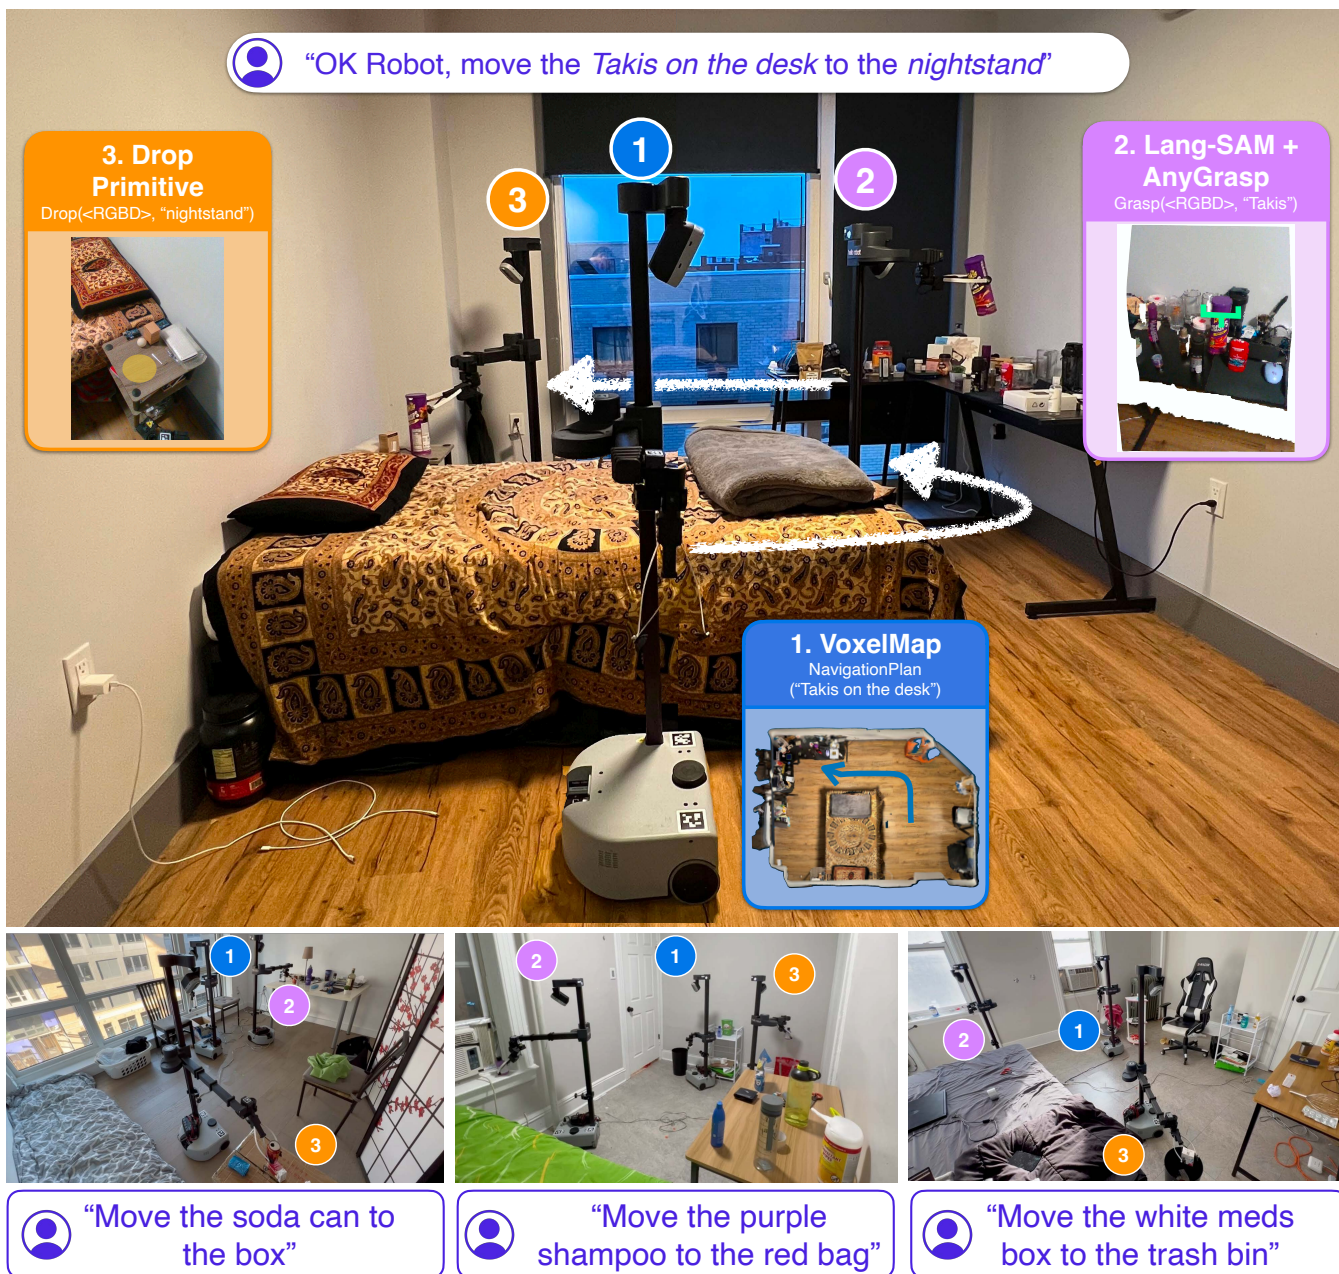 “OK Robot, move the Takis on the desk to the nightstand”
3. Drop
Primitive
Drop(<RGBD>, “nightstand”)
1
3
2
2. Lang-SAM +
AnyGrasp
Grasp(<RGBD>, “Takis”)
1. VoxelMap
NavigationPlan
(“Takis on the desk”)
1
2
3
2
1
3
2
1
3
“Move the soda can to
the box”
“Move the purple
shampoo to the red bag”
“Move the white meds
box to the trash bin”